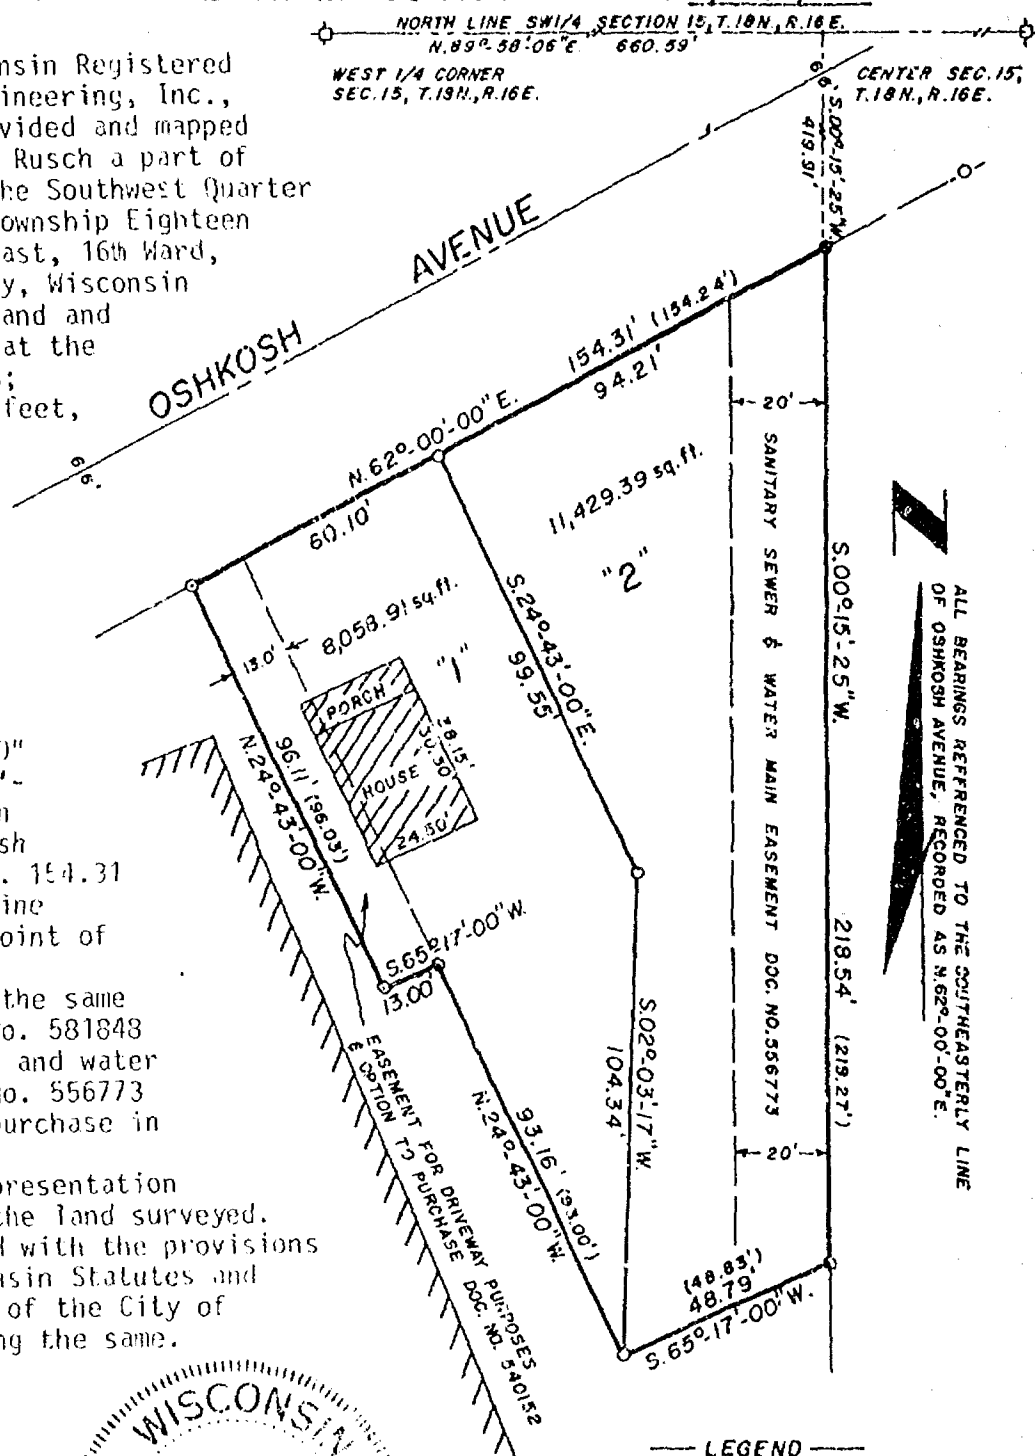 NORTH LINE SW1/4 SECTION 15, T.18N., R.16E.
N.89°-58'-06"E. 660.59'
WEST 1/4 CORNER
SEC.15, T.18N., R.16E.
CENTER SEC.15,
T.18N., R.16E.
nsin Registered
ineering, Inc.,
vided and mapped
Rusch a part of
he Southwest Quarter
ownship Eighteen
ast, 16th Ward,
y, Wisconsin
and and
at the
;
feet,
66'
S.00°-15'-25"W.
419.91'
OSHKOSH AVENUE
66'
154.31' (154.24')
N.62°-00'-00"E.
94.21'
60.10'
20'
11,429.39 sq.ft.
"2"
8,058.91 sq.ft.
"1"
13.0'
S.24°-43'-00"E.
99.55'
SANITARY SEWER & WATER MAIN EASEMENT DOC. NO. 556773
S.00°-15'-25"W.
218.54' (219.27')
ALL BEARINGS REFFRENCED TO THE SOUTHEASTERLY LINE
OF OSHKOSH AVENUE, RECORDED AS N.62°-00'-00"E.
PORCH
HOUSE
28.15'
30.30'
24.50'
96.11' (96.03')
N.24°-43'-00"W.
)"
'-
n
sh
. 154.31
ine
oint of
the same
o. 581848
and water
o. 556773
urchase in
presentation
the land surveyed.
d with the provisions
nsin Statutes and
of the City of
ng the same.
S.65°-17'-00"W.
13.00'
EASEMENT FOR DRIVEWAY PURPOSES
& OPTION TO PURCHASE DOC. NO. 540152
93.16' (93.00')
N.24°-43'-00"W.
S.02°-03'-17"W.
104.34'
20'
(48.83')
48.79'
S.65°-17'-00"W.
WISCONSIN
LEGEND